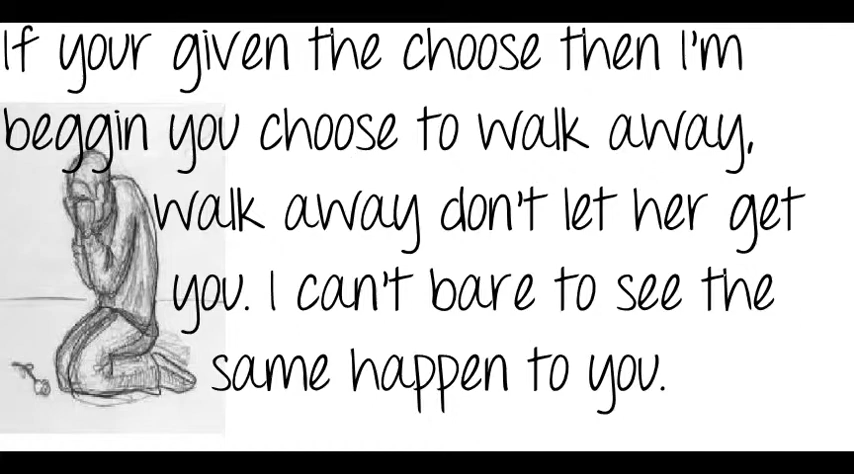 If your given the choose then I'm
beggin you choose to walk away,
walk away don't let her get
you. I can't bare to see the
same happen to you.